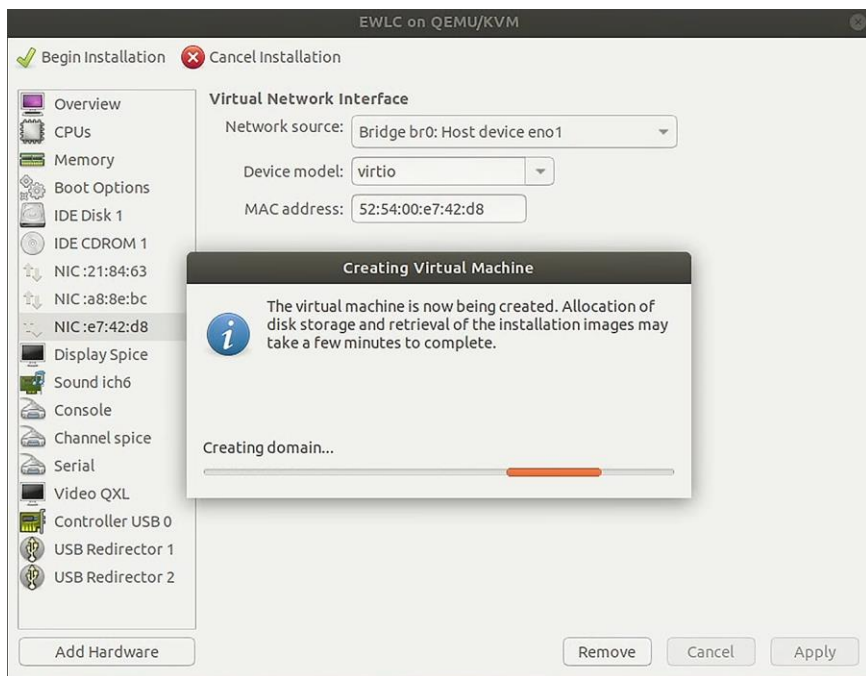 EWLC on QEMU/KVM
Begin Installation Cancel Installation
Overview
CPUs
Memory
Boot Options
IDE Disk 1
IDE CDROM 1
NIC :21:84:63
NIC :a8:8e:bc
NIC :e7:42:d8
Display Spice
Sound ich6
Console
Channel spice
Serial
Video QXL
Controller USB 0
USB Redirector 1
USB Redirector 2
Add Hardware
Virtual Network Interface
Network source: Bridge br0: Host device eno1
Device model: virtio
MAC address: 52:54:00:e7:42:d8
Creating Virtual Machine
The virtual machine is now being created. Allocation of
disk storage and retrieval of the installation images may
take a few minutes to complete.
Creating domain...
Remove Cancel Apply